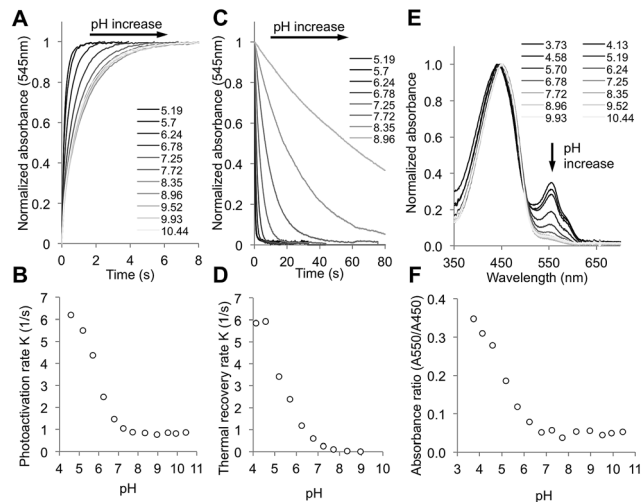 A
pH increase
Normalized absorbance (545nm)
1
0.8
0.6
0.4
0.2
0
5.19
5.7
6.24
6.78
7.25
7.72
8.35
8.96
9.52
9.93
10.44
0 2 4 6 8
Time (s)
C
pH increase
Normalized absorbance (545nm)
1
0.8
0.6
0.4
0.2
0
5.19
5.7
6.24
6.78
7.25
7.72
8.35
8.96
0 20 40 60 80
Time (s)
E
Normalized absorbance
1.0
0.8
0.6
0.4
0.2
0.0
3.73 4.13
4.58 5.19
5.70 6.24
6.78 7.25
7.72 8.35
8.96 9.52
9.93 10.44
pH
increase
350 450 550 650
Wavelength (nm)
B
Photoactivation rate K (1/s)
7
6
5
4
3
2
1
0
4 5 6 7 8 9 10 11
pH
D
Thermal recovery rate K (1/s)
7
6
5
4
3
2
1
0
4 5 6 7 8 9 10
pH
F
Absorbance ratio (A550/A450)
0.4
0.3
0.2
0.1
0.0
3 4 5 6 7 8 9 10 11
pH